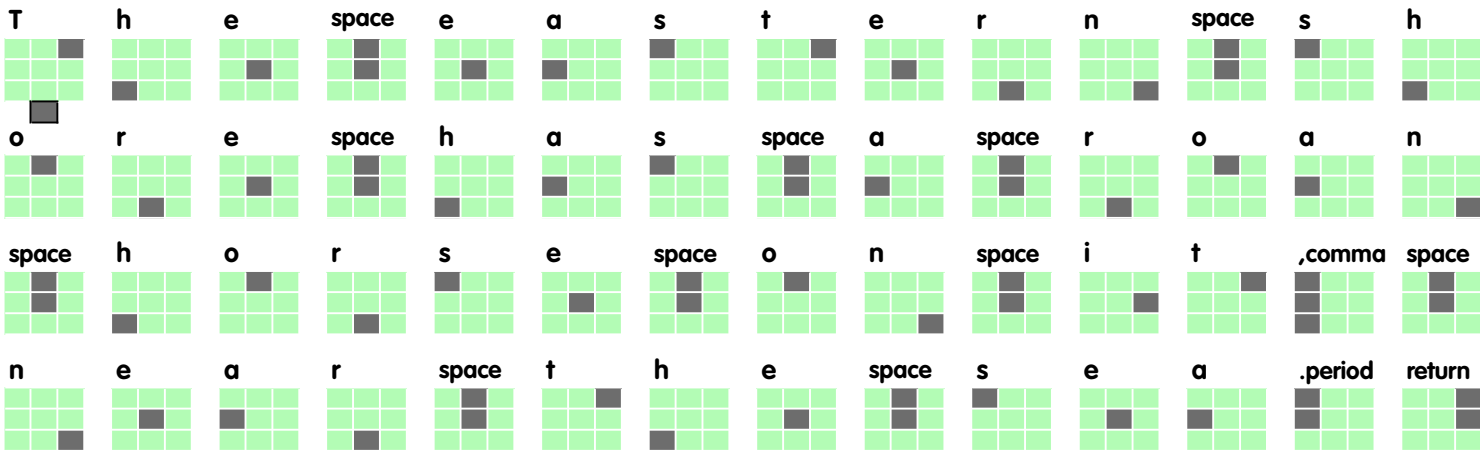 T h e space e a s t e r n space s h
o r e space h a s space a space r o a n
space h o r s e space o n space i t ,comma space
n e a r space t h e space s e a .period return